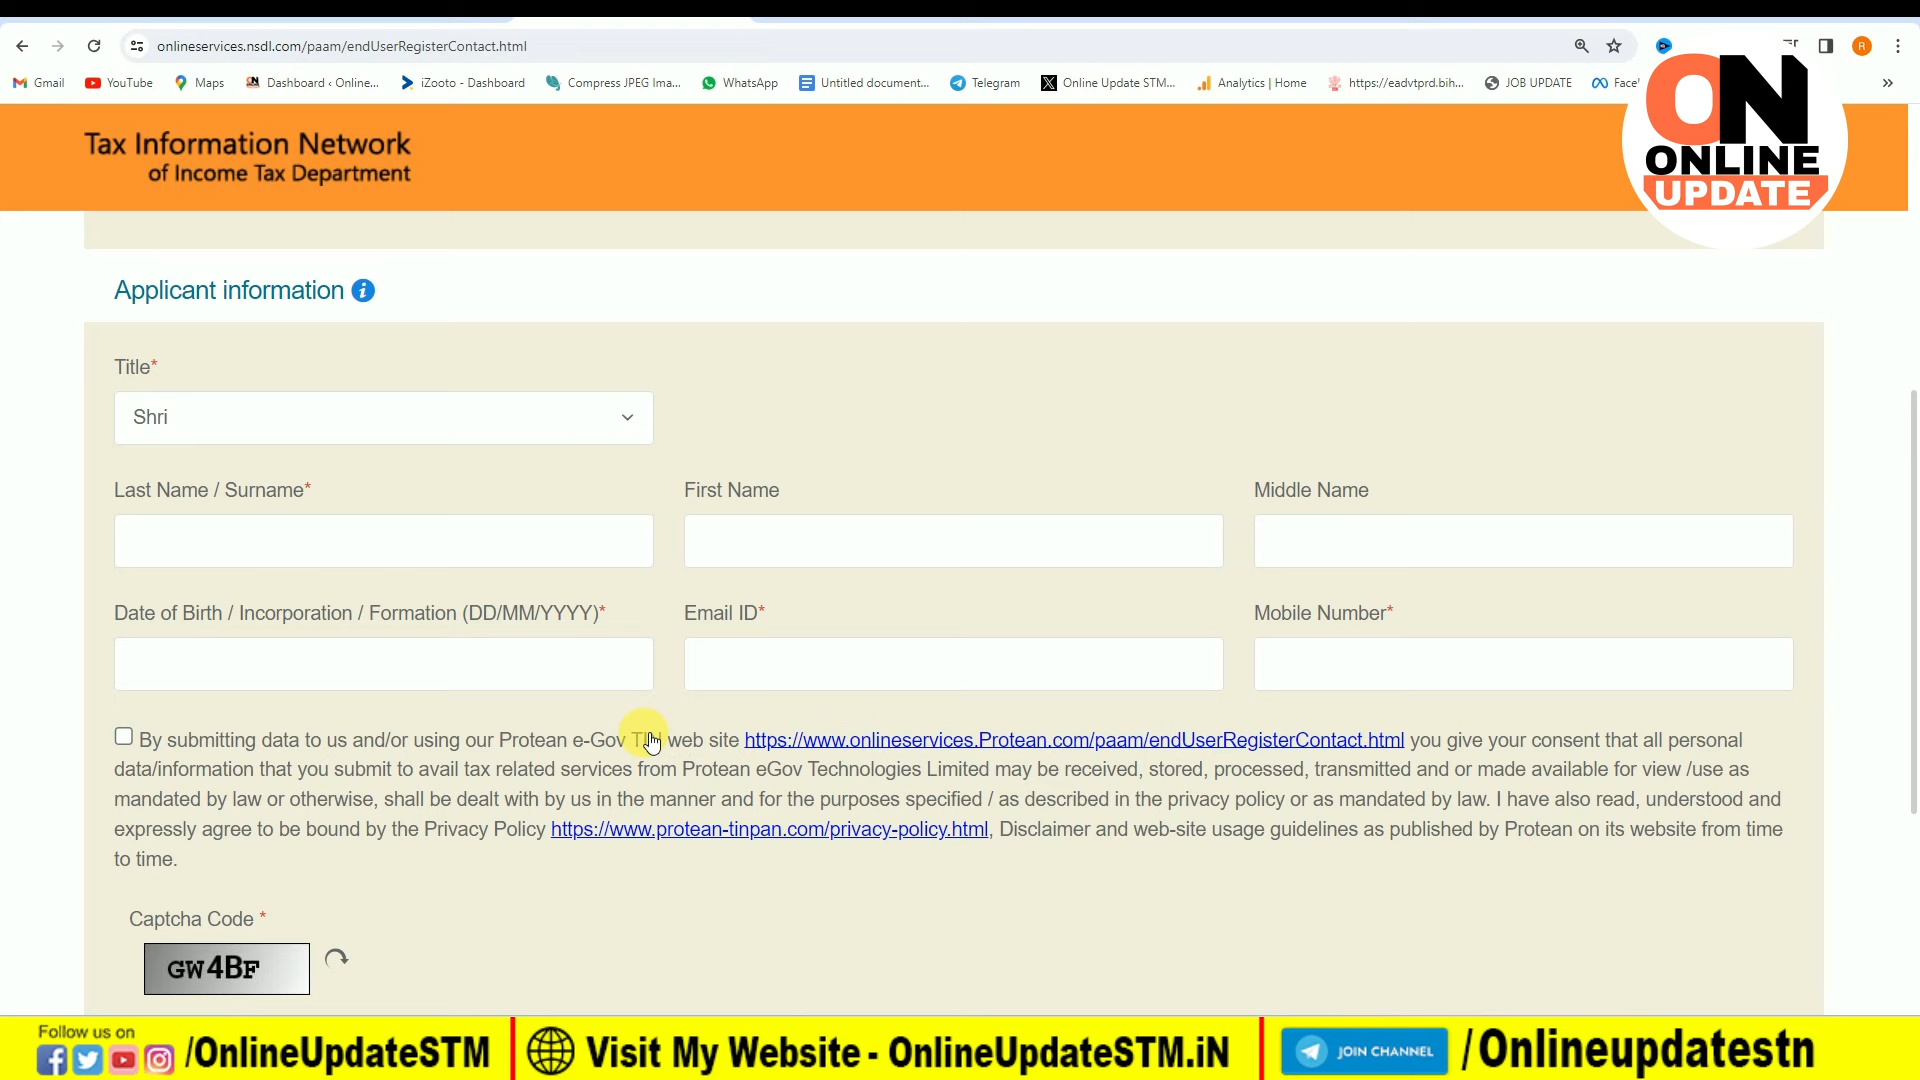 onlineservices.nsdl.com/paam/endUserRegisterContact.html
R
Gmail YouTube Maps Dashboard ‹ Online... iZooto - Dashboard Compress JPEG Ima... WhatsApp Untitled document... Telegram Online Update STM... Analytics | Home https://eadvtprd.bih... JOB UPDATE »
ON
ONLINE
UPDATE
Tax Information Network
of Income Tax Department
Applicant information i
Title*
Shri
Last Name / Surname* First Name Middle Name
Date of Birth / Incorporation / Formation (DD/MM/YYYY)* Email ID* Mobile Number*
By submitting data to us and/or using our Protean e-Gov TIN web site https://www.onlineservices.Protean.com/paam/endUserRegisterContact.html you give your consent that all personal
data/information that you submit to avail tax related services from Protean eGov Technologies Limited may be received, stored, processed, transmitted and or made available for view /use as
mandated by law or otherwise, shall be dealt with by us in the manner and for the purposes specified / as described in the privacy policy or as mandated by law. I have also read, understood and
expressly agree to be bound by the Privacy Policy https://www.protean-tinpan.com/privacy-policy.html, Disclaimer and web-site usage guidelines as published by Protean on its website from time
to time.
Captcha Code *
GW4BF
Follow us on
/OnlineUpdateSTM Visit My Website - OnlineUpdateSTM.iN JOIN CHANNEL /Onlineupdatestn